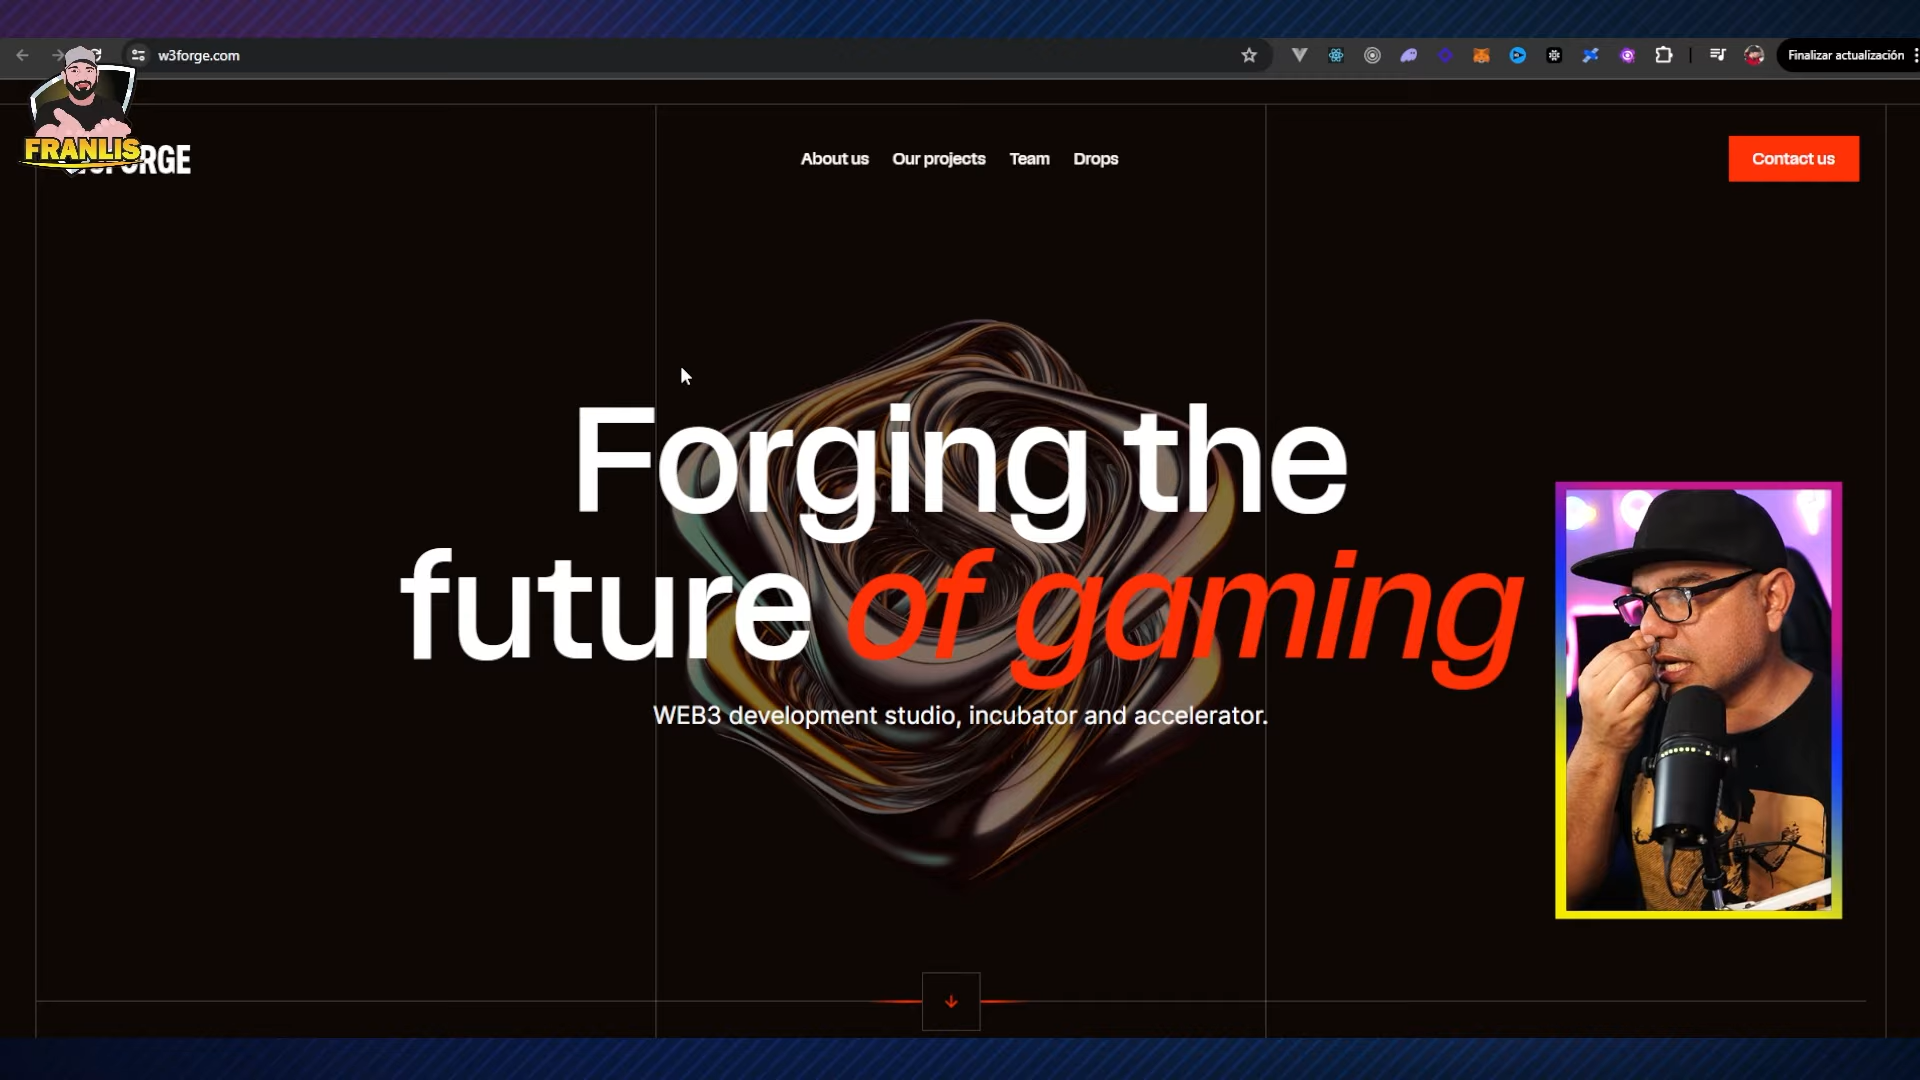 w3forge.com
Finalizar actualización
FRANLIS
About us
Our projects
Team
Drops
Contact us
Forging the
future of gaming
WEB3 development studio, incubator and accelerator.